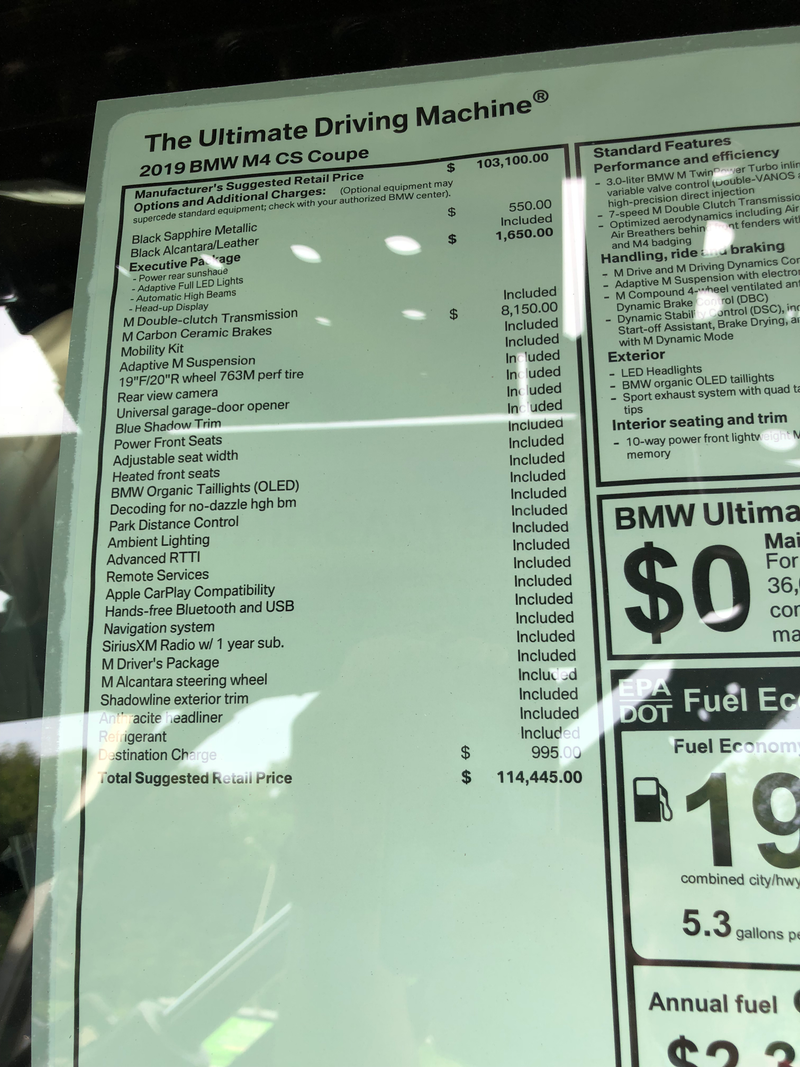 The Ultimate Driving Machine®
2019 BMW M4 CS Coupe
Manufacturer's Suggested Retail Price $ 103,100.00
Options and Additional Charges: (Optional equipment may
supercede standard equipment; check with your authorized BMW center).
Black Sapphire Metallic $ 550.00
Black Alcantara/Leather Included
Executive Package $ 1,650.00
- Power rear sunshade
- Adaptive Full LED Lights
- Automatic High Beams
- Head-up Display
M Double-clutch Transmission Included
M Carbon Ceramic Brakes $ 8,150.00
Mobility Kit Included
Adaptive M Suspension Included
19"F/20"R wheel 763M perf tire Included
Rear view camera Included
Universal garage-door opener Included
Blue Shadow Trim Included
Power Front Seats Included
Adjustable seat width Included
Heated front seats Included
BMW Organic Taillights (OLED) Included
Decoding for no-dazzle hgh bm Included
Park Distance Control Included
Ambient Lighting Included
Advanced RTTI Included
Remote Services Included
Apple CarPlay Compatibility Included
Hands-free Bluetooth and USB Included
Navigation system Included
SiriusXM Radio w/ 1 year sub. Included
M Driver's Package Included
M Alcantara steering wheel Included
Shadowline exterior trim Included
Anthracite headliner Included
Refrigerant Included
Destination Charge $ 995.00
Total Suggested Retail Price $ 114,445.00
Standard Features
Performance and efficiency
- 3.0-liter BMW M TwinPower Turbo
variable valve control (Double-VANOS
high-precision direct injection
- 7-speed M Double Clutch
- Optimized aerodynamics including Air
Air Breathers behind front fenders
and M4 badging
Handling, ride and braking
- M Drive and M Driving Dynamics
- Adaptive M Suspension with
- M Compound 4-wheel ventilated
Dynamic Brake Control (DBC)
- Dynamic Stability Control (DSC),
Start-off Assistant, Brake Drying,
with M Dynamic Mode
Exterior
- LED Headlights
- BMW organic OLED taillights
- Sport exhaust system with quad
tips
Interior seating and trim
- 10-way power front lightweight
memory
BMW
$0
For
EPA
DOT Fuel
Fuel Economy
19
combined city/hwy
5.3 gallons
Annual fuel